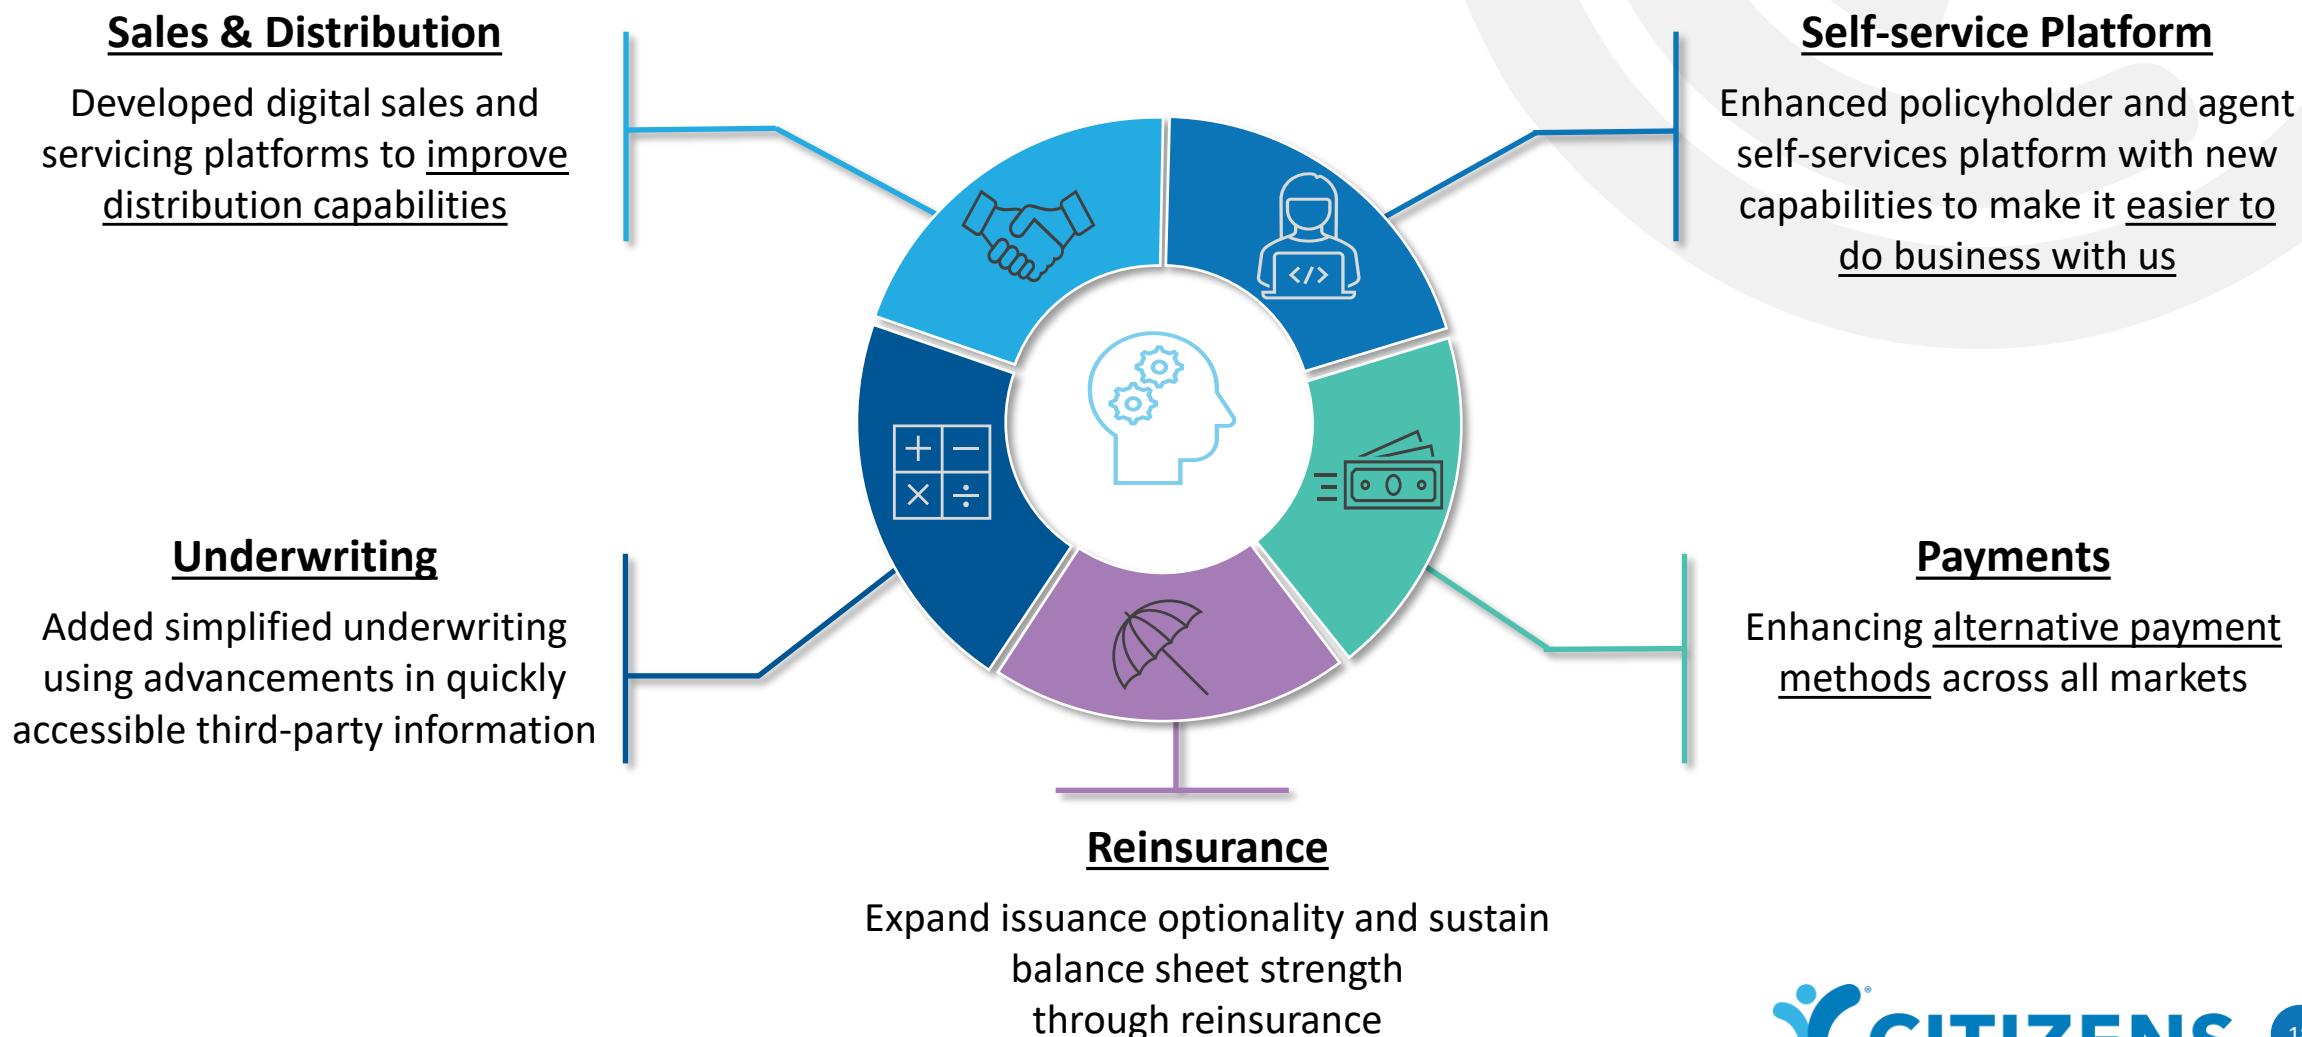 Sales & Distribution
Developed digital sales and
servicing platforms to improve
distribution capabilities
Self-service Platform
Enhanced policyholder and agent
self-services platform with new
capabilities to make it easier to
do business with us
</>
Underwriting
Added simplified underwriting
using advancements in quickly
accessible third-party information
Payments
Enhancing alternative payment
methods across all markets
Reinsurance
Expand issuance optionality and sustain
balance sheet strength
through reinsurance
CITIZENS